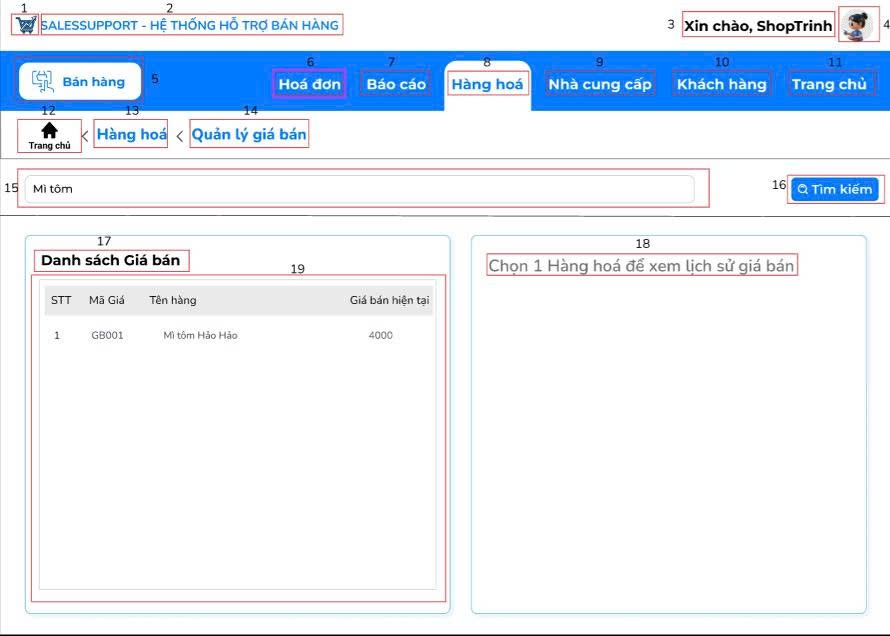 1 2 3 4
SALESSUPPORT - HỆ THỐNG HỖ TRỢ BÁN HÀNG Xin chào, ShopTrinh
5 6 7 8 9 10 11
Bán hàng Hoá đơn Báo cáo Hàng hoá Nhà cung cấp Khách hàng Trang chủ
12 13 14
Trang chủ < Hàng hoá < Quản lý giá bán
15 Mì tôm 16 Tìm kiếm
17 18
Danh sách Giá bán Chọn 1 Hàng hoá để xem lịch sử giá bán
19
STT Mã Giá Tên hàng Giá bán hiện tại
1 GB001 Mì tôm Hảo Hảo 4000